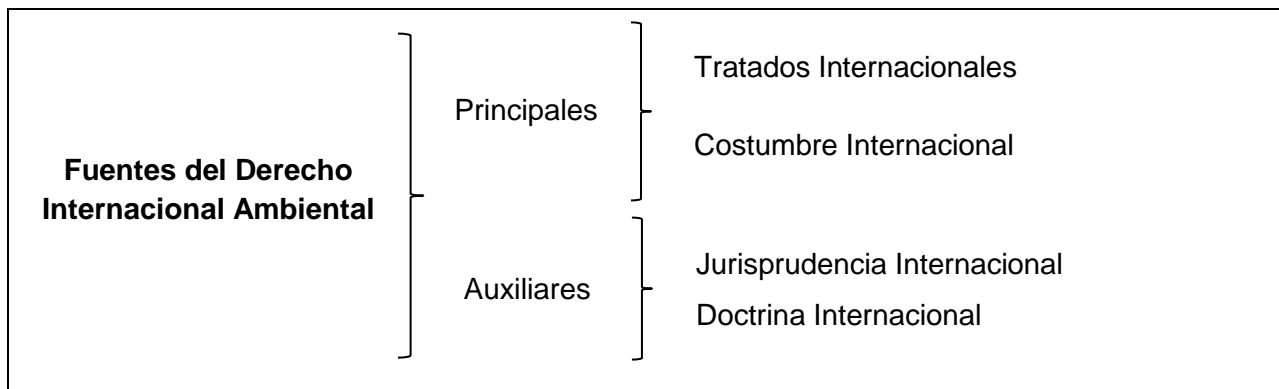 Fuentes del Derecho
Internacional Ambiental
Principales
Tratados Internacionales
Costumbre Internacional
Auxiliares
Jurisprudencia Internacional
Doctrina Internacional